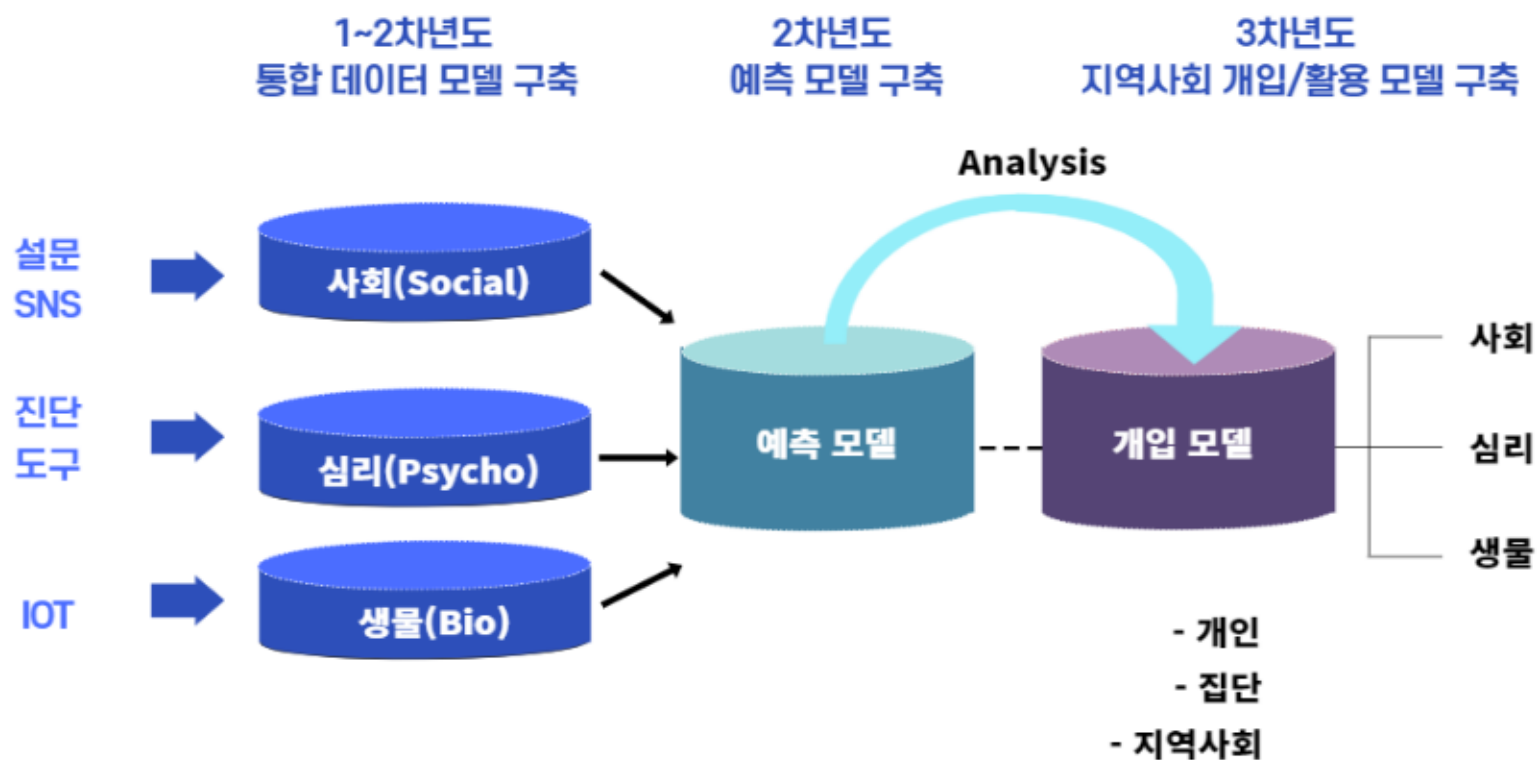 1~2차년도
통합 데이터 모델 구축
2차년도
예측 모델 구축
3차년도
지역사회 개입/활용 모델 구축
Analysis
설문
SNS
사회(Social)
진단
도구
심리(Psycho)
IOT
생물(Bio)
예측 모델
개입 모델
사회
심리
생물
- 개인
- 집단
- 지역사회